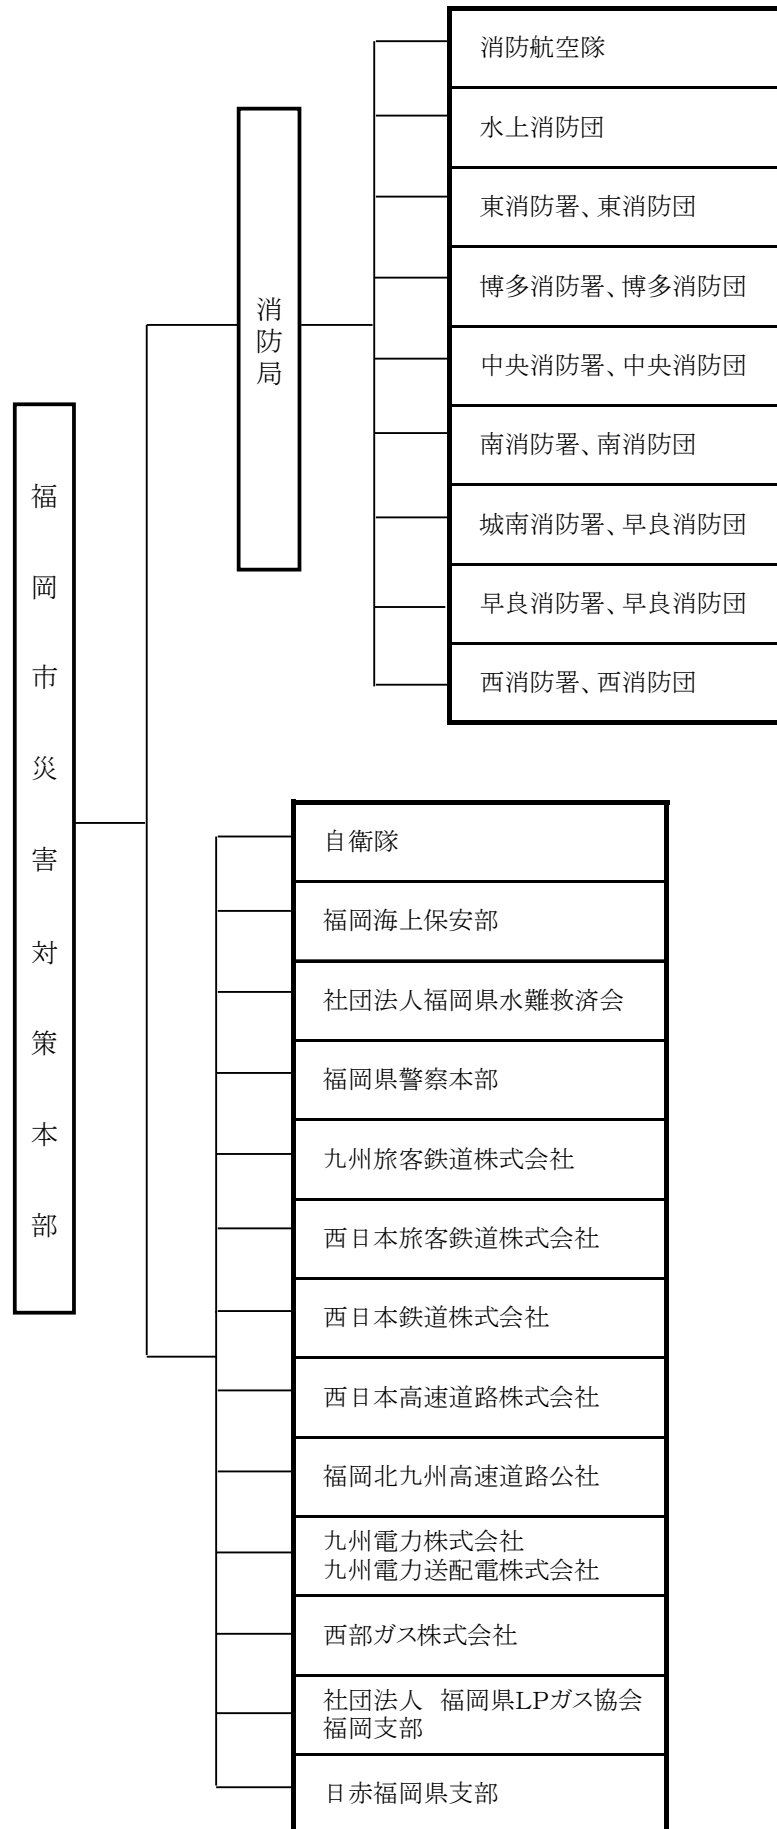 福岡市災害対策本部
消防局
消防航空隊
水上消防団
東消防署、東消防団
博多消防署、博多消防団
中央消防署、中央消防団
南消防署、南消防団
城南消防署、早良消防団
早良消防署、早良消防団
西消防署、西消防団
自衛隊
福岡海上保安部
社団法人福岡県水難救済会
福岡県警察本部
九州旅客鉄道株式会社
西日本旅客鉄道株式会社
西日本鉄道株式会社
西日本高速道路株式会社
福岡北九州高速道路公社
九州電力株式会社
九州電力送配電株式会社
西部ガス株式会社
社団法人　福岡県LPガス協会
福岡支部
日赤福岡県支部